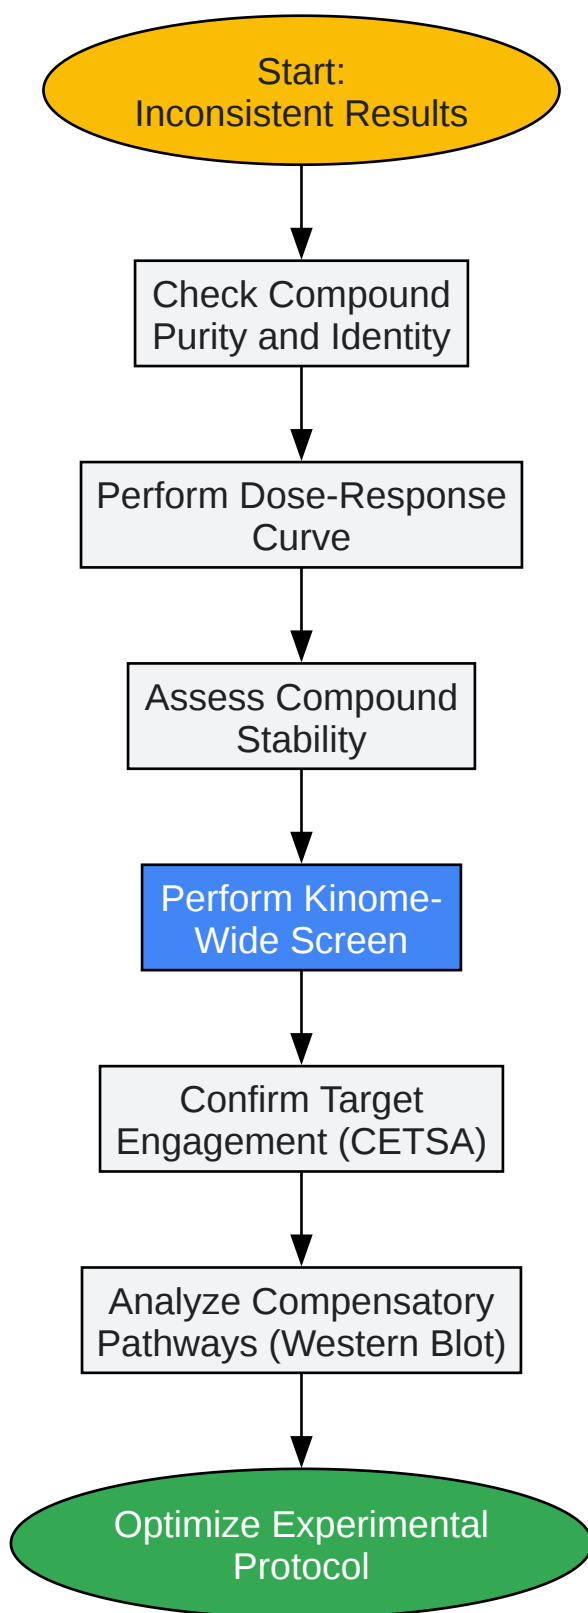 Start:
Inconsistent Results
Check Compound
Purity and Identity
Perform Dose-Response
Curve
Assess Compound
Stability
Perform Kinome-
Wide Screen
Confirm Target
Engagement (CETSA)
Analyze Compensatory
Pathways (Western Blot)
Optimize Experimental
Protocol